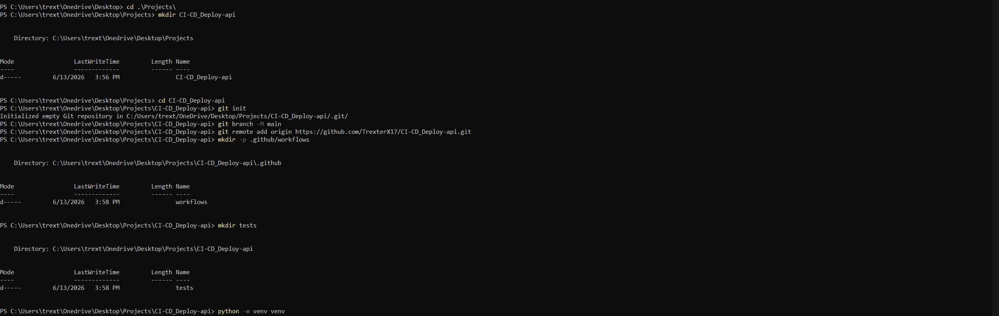 PS C:\Users\trext\Onedrive\Desktop> cd .\Projects\
PS C:\Users\trext\Onedrive\Desktop\Projects> mkdir CI-CD_Deploy-api
Directory: C:\Users\trext\Onedrive\Desktop\Projects
Mode                 LastWriteTime         Length Name
----                 -------------         ------ ----
d-----         6/13/2026   3:56 PM                CI-CD_Deploy-api
PS C:\Users\trext\Onedrive\Desktop\Projects> cd CI-CD_Deploy-api
PS C:\Users\trext\Onedrive\Desktop\Projects\CI-CD_Deploy-api> git init
Initialized empty Git repository in C:/Users/trext/OneDrive/Desktop/Projects/CI-CD_Deploy-api/.git/
PS C:\Users\trext\Onedrive\Desktop\Projects\CI-CD_Deploy-api> git branch -M main
PS C:\Users\trext\Onedrive\Desktop\Projects\CI-CD_Deploy-api> git remote add origin https://github.com/TrexterX17/CI-CD_Deploy-api.git
PS C:\Users\trext\Onedrive\Desktop\Projects\CI-CD_Deploy-api> mkdir -p .github/workflows
Directory: C:\Users\trext\Onedrive\Desktop\Projects\CI-CD_Deploy-api\.github
Mode                 LastWriteTime         Length Name
----                 -------------         ------ ----
d-----         6/13/2026   3:58 PM                workflows
PS C:\Users\trext\Onedrive\Desktop\Projects\CI-CD_Deploy-api> mkdir tests
Directory: C:\Users\trext\Onedrive\Desktop\Projects\CI-CD_Deploy-api
Mode                 LastWriteTime         Length Name
----                 -------------         ------ ----
d-----         6/13/2026   3:58 PM                tests
PS C:\Users\trext\Onedrive\Desktop\Projects\CI-CD_Deploy-api> python -m venv venv